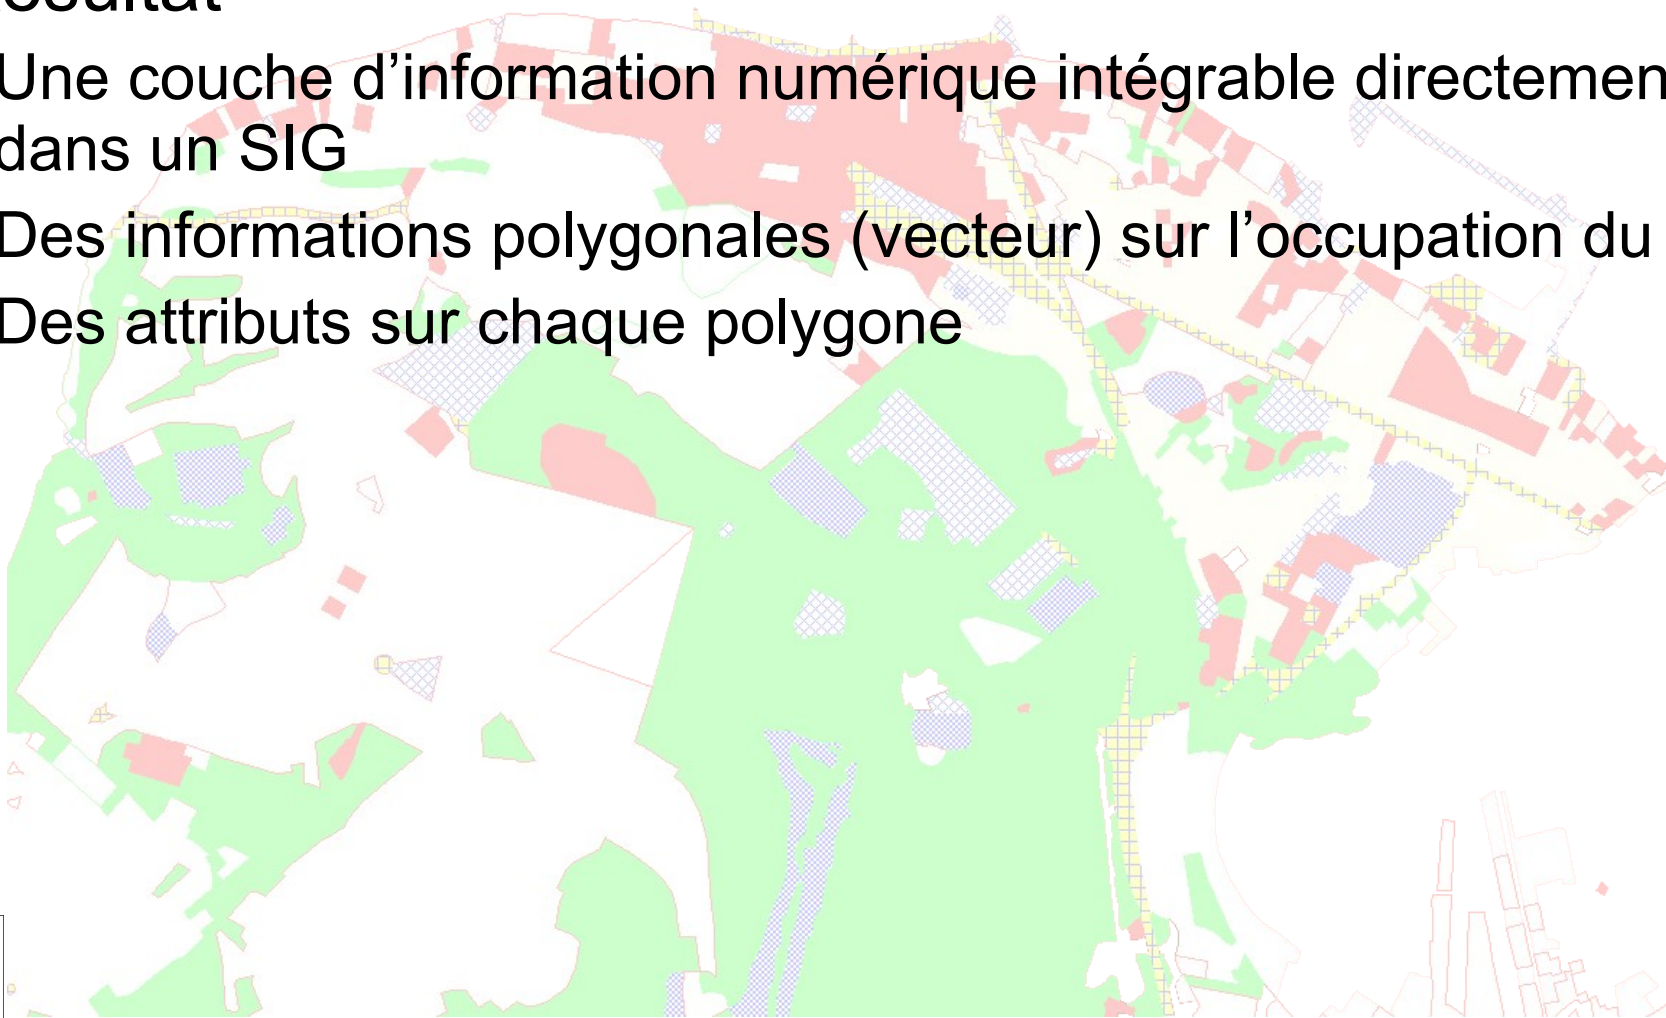 Une couche d’information numérique intégrable directemen
dans un SIG
Des informations polygonales (vecteur) sur l’occupation du
Des attributs sur chaque polygone